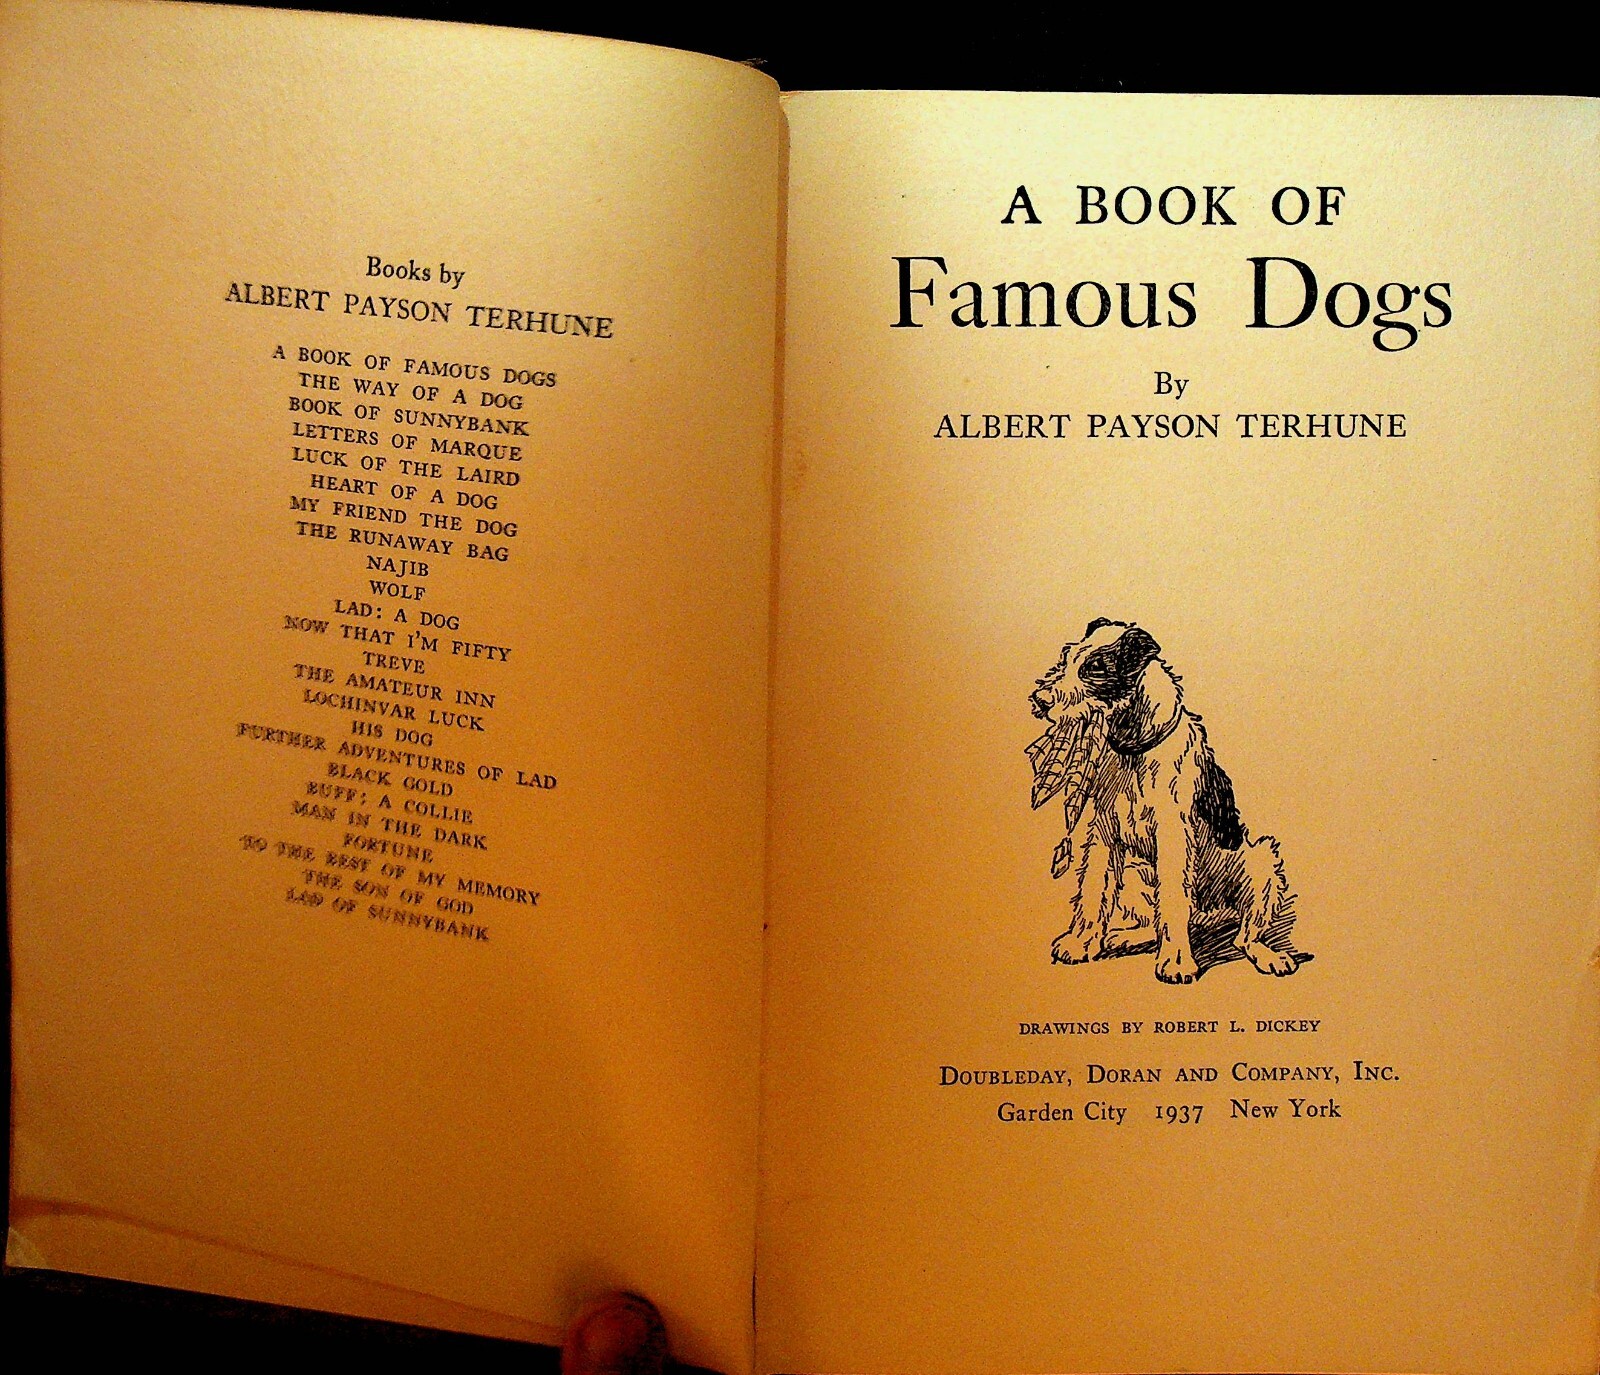 Books by
ALBERT PAYSON TERHUNE
A BOOK OF FAMOUS DOGS
THE WAY OF A DOG
BOOK OF SUNNYBANK
LETTERS OF MARQUE
LUCK OF THE LAIRD
HEART OF A DOG
MY FRIEND THE DOG
THE RUNAWAY BAG
NAJIB
WOLF
LAD: A DOG
NOW THAT I'M FIFTY
TREVE
THE AMATEUR INN
LOCHINVAR LUCK
HIS DOG
FURTHER ADVENTURES OF LAD
BLACK GOLD
BUFF: A COLLIE
MAN IN THE DARK
FORTUNE
TO THE BEST OF MY MEMORY
THE SON OF GOD
LAD OF SUNNYBANK
A BOOK OF
Famous Dogs
By
ALBERT PAYSON TERHUNE
DRAWINGS BY ROBERT L. DICKEY
DOUBLEDAY, DORAN AND COMPANY, INC.
Garden City 1937 New York